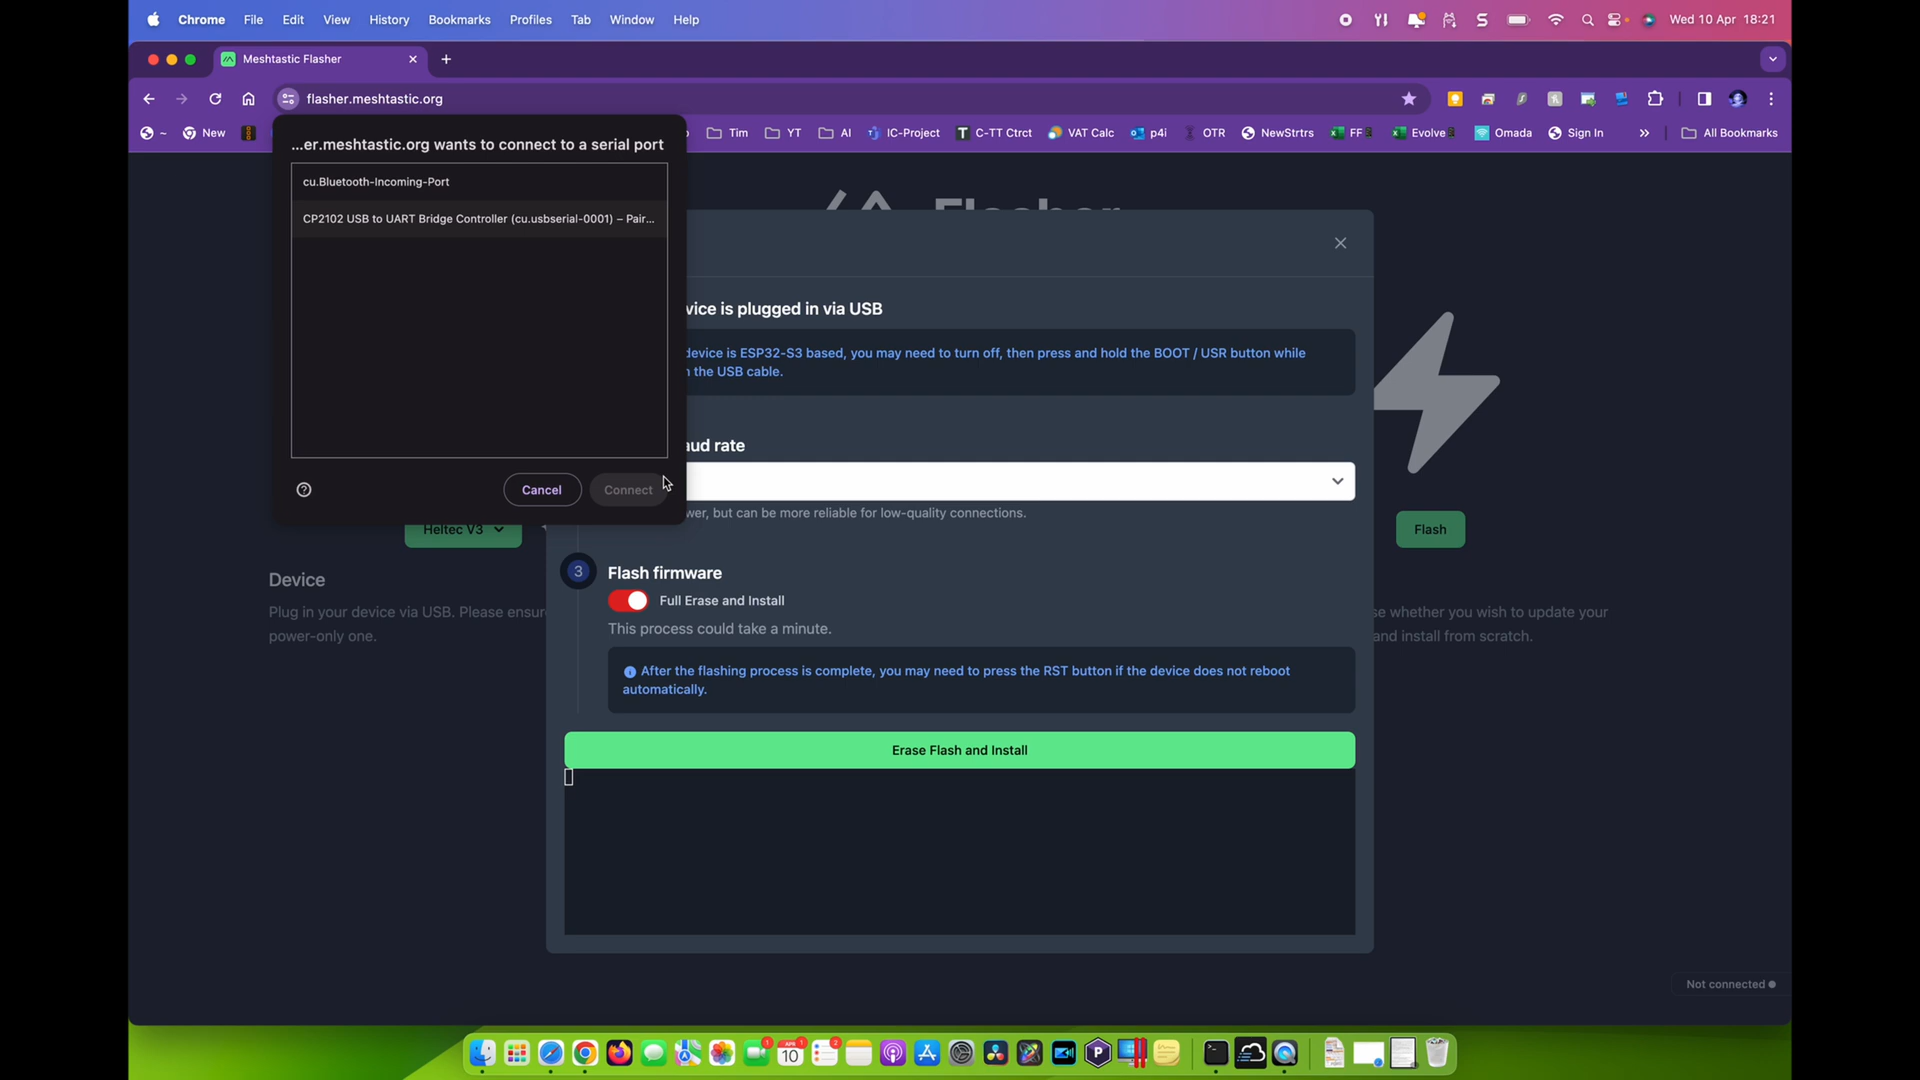 Chrome File Edit View History Bookmarks Profiles Tab Window Help
Wed 10 Apr 18:21
Meshtastic Flasher
flasher.meshtastic.org
~ New
Tim YT AI IC-Project C-TT Ctrct VAT Calc p4i OTR NewStrtrs FF Evolve Omada Sign In » All Bookmarks
...er.meshtastic.org wants to connect to a serial port
cu.Bluetooth-Incoming-Port
CP2102 USB to UART Bridge Controller (cu.usbserial-0001) – Pair...
Cancel Connect
Flasher
vice is plugged in via USB
device is ESP32-S3 based, you may need to turn off, then press and hold the BOOT / USR button while
the USB cable.
aud rate
wer, but can be more reliable for low-quality connections.
Heltec V3
Flash
Device
Plug in your device via USB. Please ensur
power-only one.
se whether you wish to update your
and install from scratch.
3
Flash firmware
Full Erase and Install
This process could take a minute.
After the flashing process is complete, you may need to press the RST button if the device does not reboot
automatically.
Erase Flash and Install
Not connected
APR
10
1
2